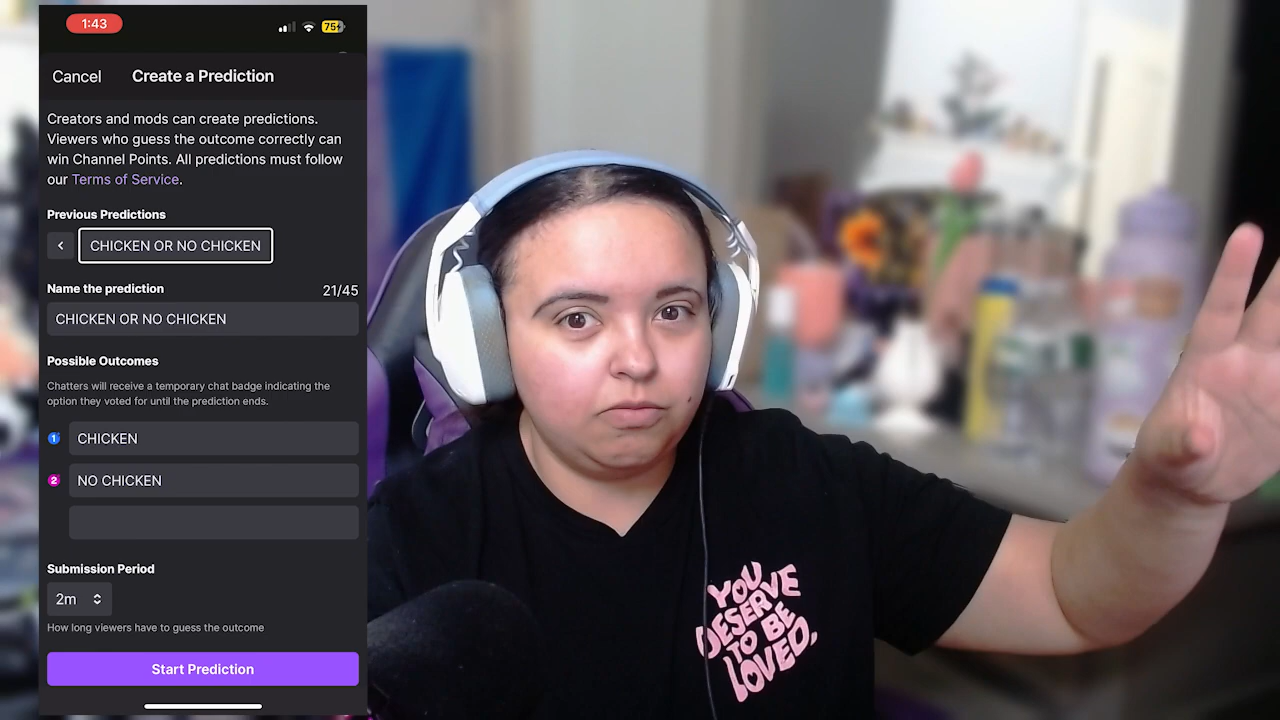 1:43
75
Cancel
Create a Prediction
Creators and mods can create predictions.
Viewers who guess the outcome correctly can
win Channel Points. All predictions must follow
our Terms of Service.
Previous Predictions
CHICKEN OR NO CHICKEN
Name the prediction
21/45
CHICKEN OR NO CHICKEN
Possible Outcomes
Chatters will receive a temporary chat badge indicating the
option they voted for until the prediction ends.
1 CHICKEN
2 NO CHICKEN
Submission Period
2m
How long viewers have to guess the outcome
Start Prediction
YOU
DESERVE
TO BE
LOVED.